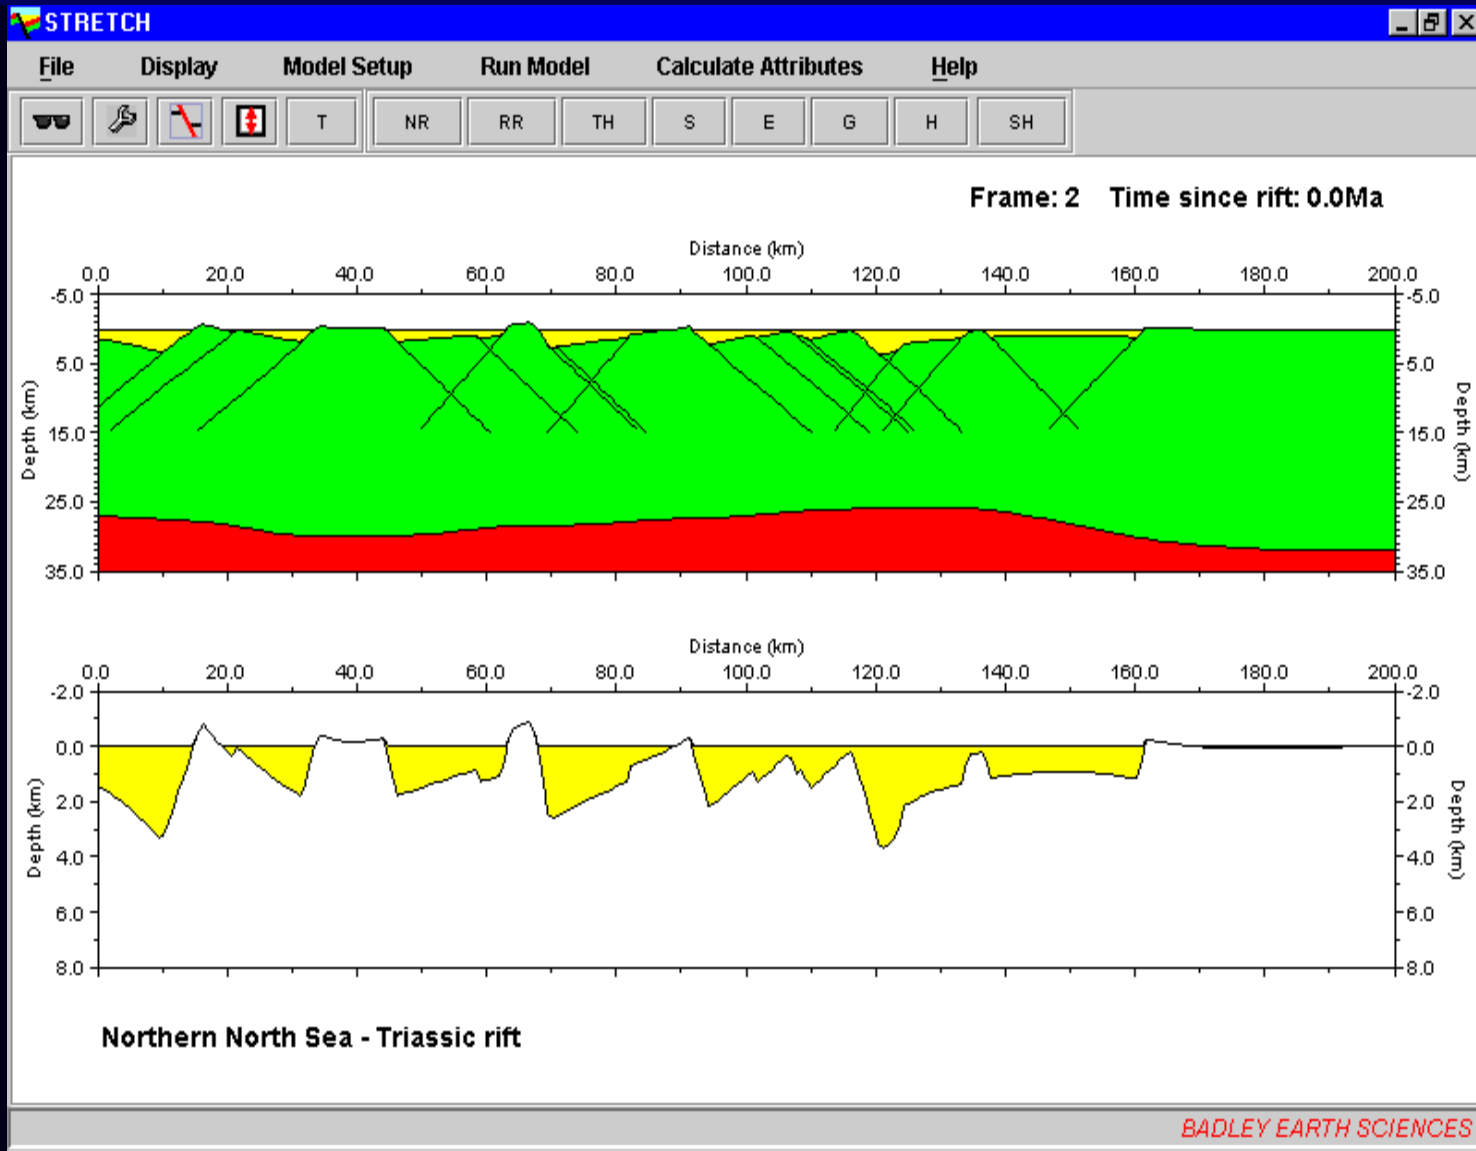 STRETCH
File Display Model Setup Run Model Calculate Attributes Help
T NR RR TH S E G H SH
Frame: 2 Time since rift: 0.0Ma
Distance (km)
0.0 20.0 40.0 60.0 80.0 100.0 120.0 140.0 160.0 180.0 200.0
-5.0 -5.0
5.0 5.0
Depth (km) Depth (km)
15.0 15.0
25.0 25.0
35.0 35.0
Distance (km)
0.0 20.0 40.0 60.0 80.0 100.0 120.0 140.0 160.0 180.0 200.0
-2.0 -2.0
0.0 0.0
2.0 2.0
Depth (km) Depth (km)
4.0 4.0
6.0 6.0
8.0 8.0
Northern North Sea - Triassic rift
BADLEY EARTH SCIENCES